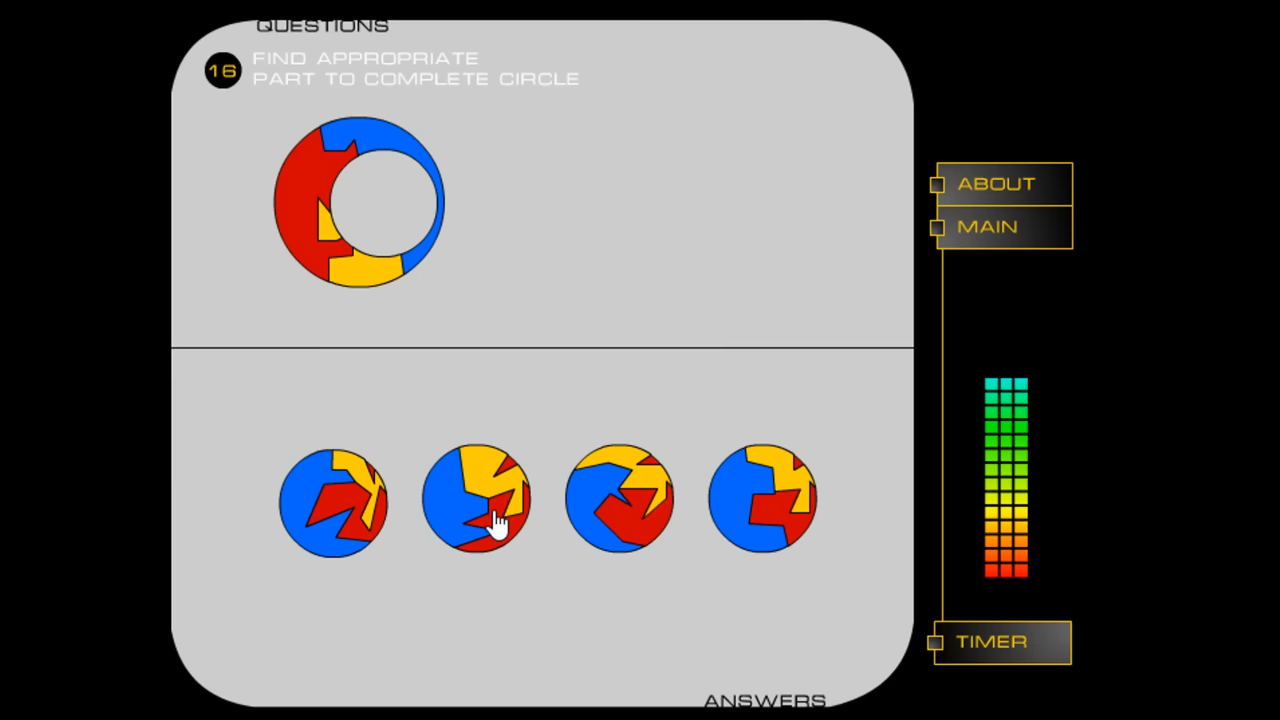 QUESTIONS
16
FIND APPROPRIATE
PART TO COMPLETE CIRCLE
ABOUT
MAIN
TIMER
ANSWERS